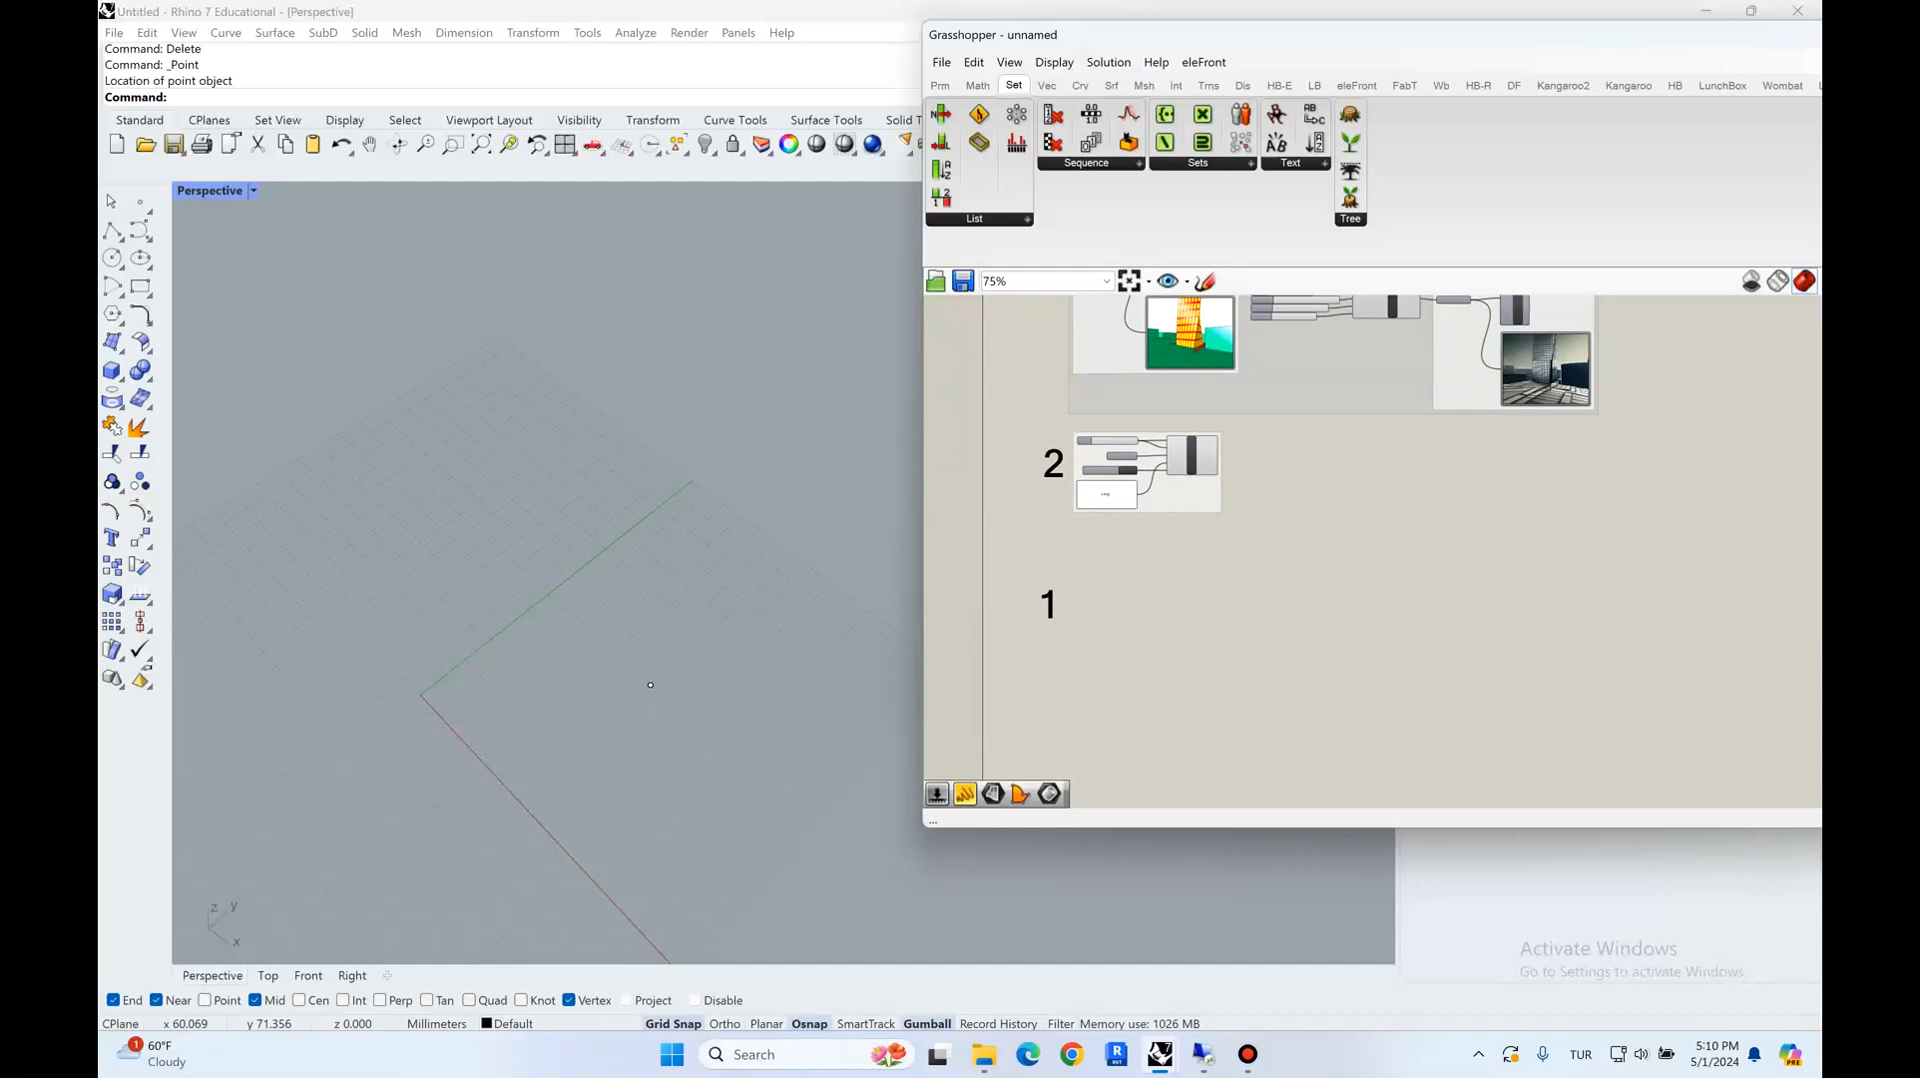 Untitled - Rhino 7 Educational - [Perspective]
File Edit View Curve Surface SubD Solid Mesh Dimension Transform Tools Analyze Render Panels Help
Command: Delete
Command: _Point
Location of point object
Command:
Standard CPlanes Set View Display Select Viewport Layout Visibility Transform Curve Tools Surface Tools Solid T
Perspective
Grasshopper - unnamed
File Edit View Display Solution Help eleFront
Prm Math Set Vec Crv Srf Msh Int Trns Dis HB-E LB eleFront FabT Wb HB-R DF Kangaroo2 Kangaroo HB LunchBox Wombat
List Sequence Sets Text Tree
75%
2
1
...
z y
x
Perspective Top Front Right
End Near Point Mid Cen Int Perp Tan Quad Knot Vertex Project Disable
CPlane x 60.069 y 71.356 z 0.000 Millimeters Default Grid Snap Ortho Planar Osnap SmartTrack Gumball Record History Filter Memory use: 1026 MB
Activate Windows
Go to Settings to activate Windows.
1
60°F
Cloudy
Search
RVT
7
TUR
5:10 PM
5/1/2024
PRE